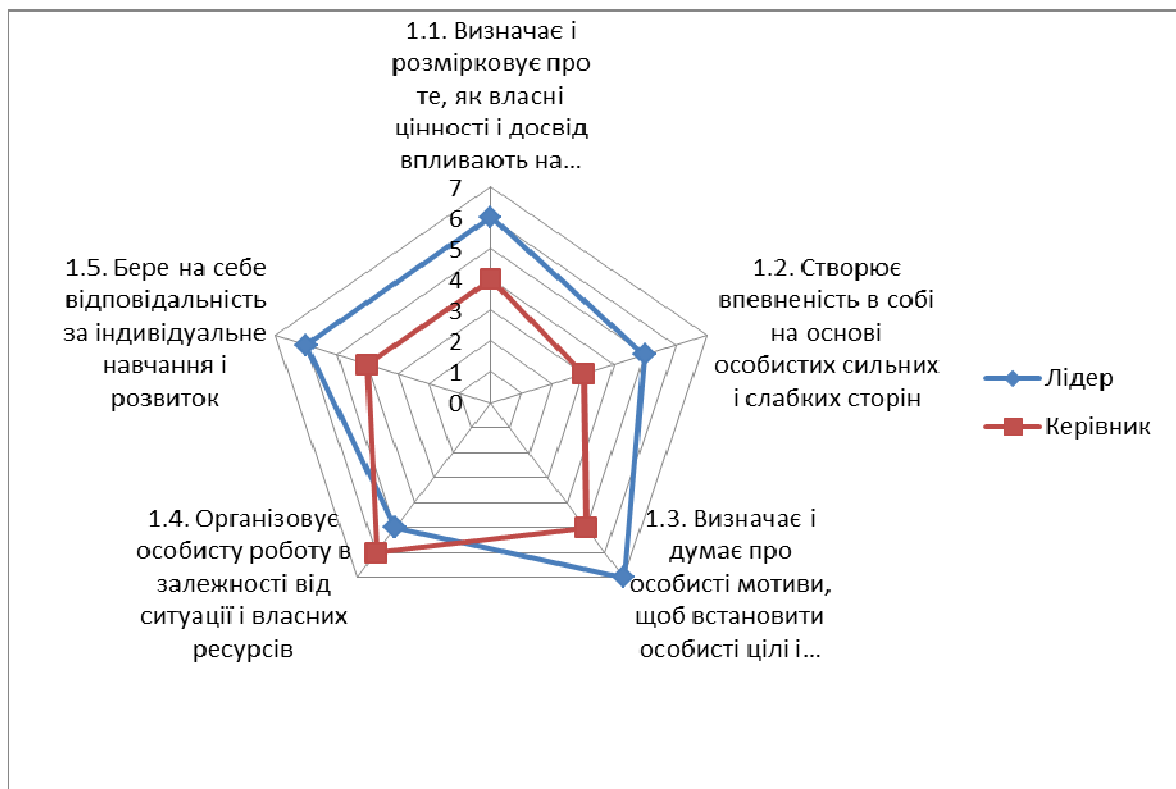 1.1. Визначає і
розмірковує про
те, як власні
цінності і досвід
впливають на...
7
6
5
4
3
2
1
0
1.2. Створює
впевненість в собі
на основі
особистих сильних
і слабких сторін
1.3. Визначає і
думає про
особисті мотиви,
щоб встановити
особисті цілі і...
1.4. Організовує
особисту роботу в
залежності від
ситуації і власних
ресурсів
1.5. Бере на себе
відповідальність
за індивідуальне
навчання і
розвиток
Лідер
Керівник